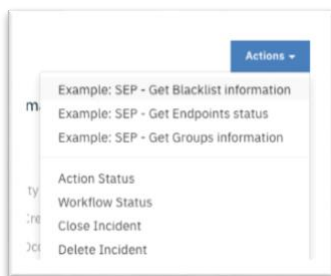 Actions
Example: SEP - Get Blacklist information
Example: SEP - Get Endpoints status
Example: SEP - Get Groups information
Action Status
Workflow Status
Close Incident
Delete Incident